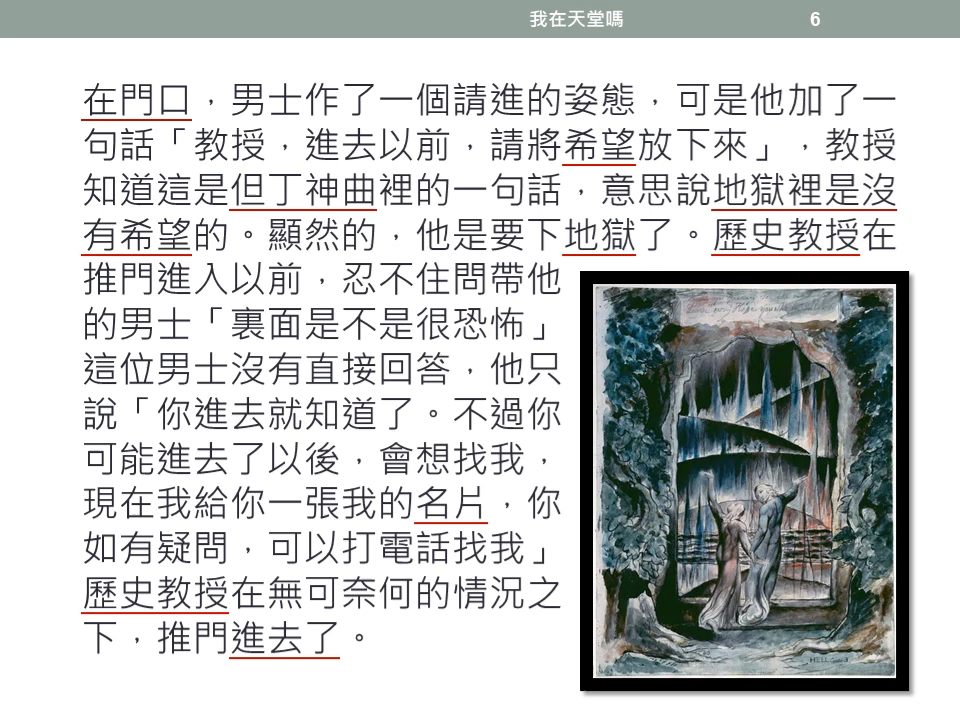 我在天堂嗎
6
在門口，男士作了一個請進的姿態，可是他加了一
句話「教授，進去以前，請將希望放下來」，教授
知道這是但丁神曲裡的一句話，意思說地獄裡是沒
有希望的。顯然的，他是要下地獄了。歷史教授在
推門進入以前，忍不住問帶他
的男士「裏面是不是很恐怖」
這位男士沒有直接回答，他只
說「你進去就知道了。不過你
可能進去了以後，會想找我，
現在我給你一張我的名片，你
如有疑問，可以打電話找我」
歷史教授在無可奈何的情況之
下，推門進去了。